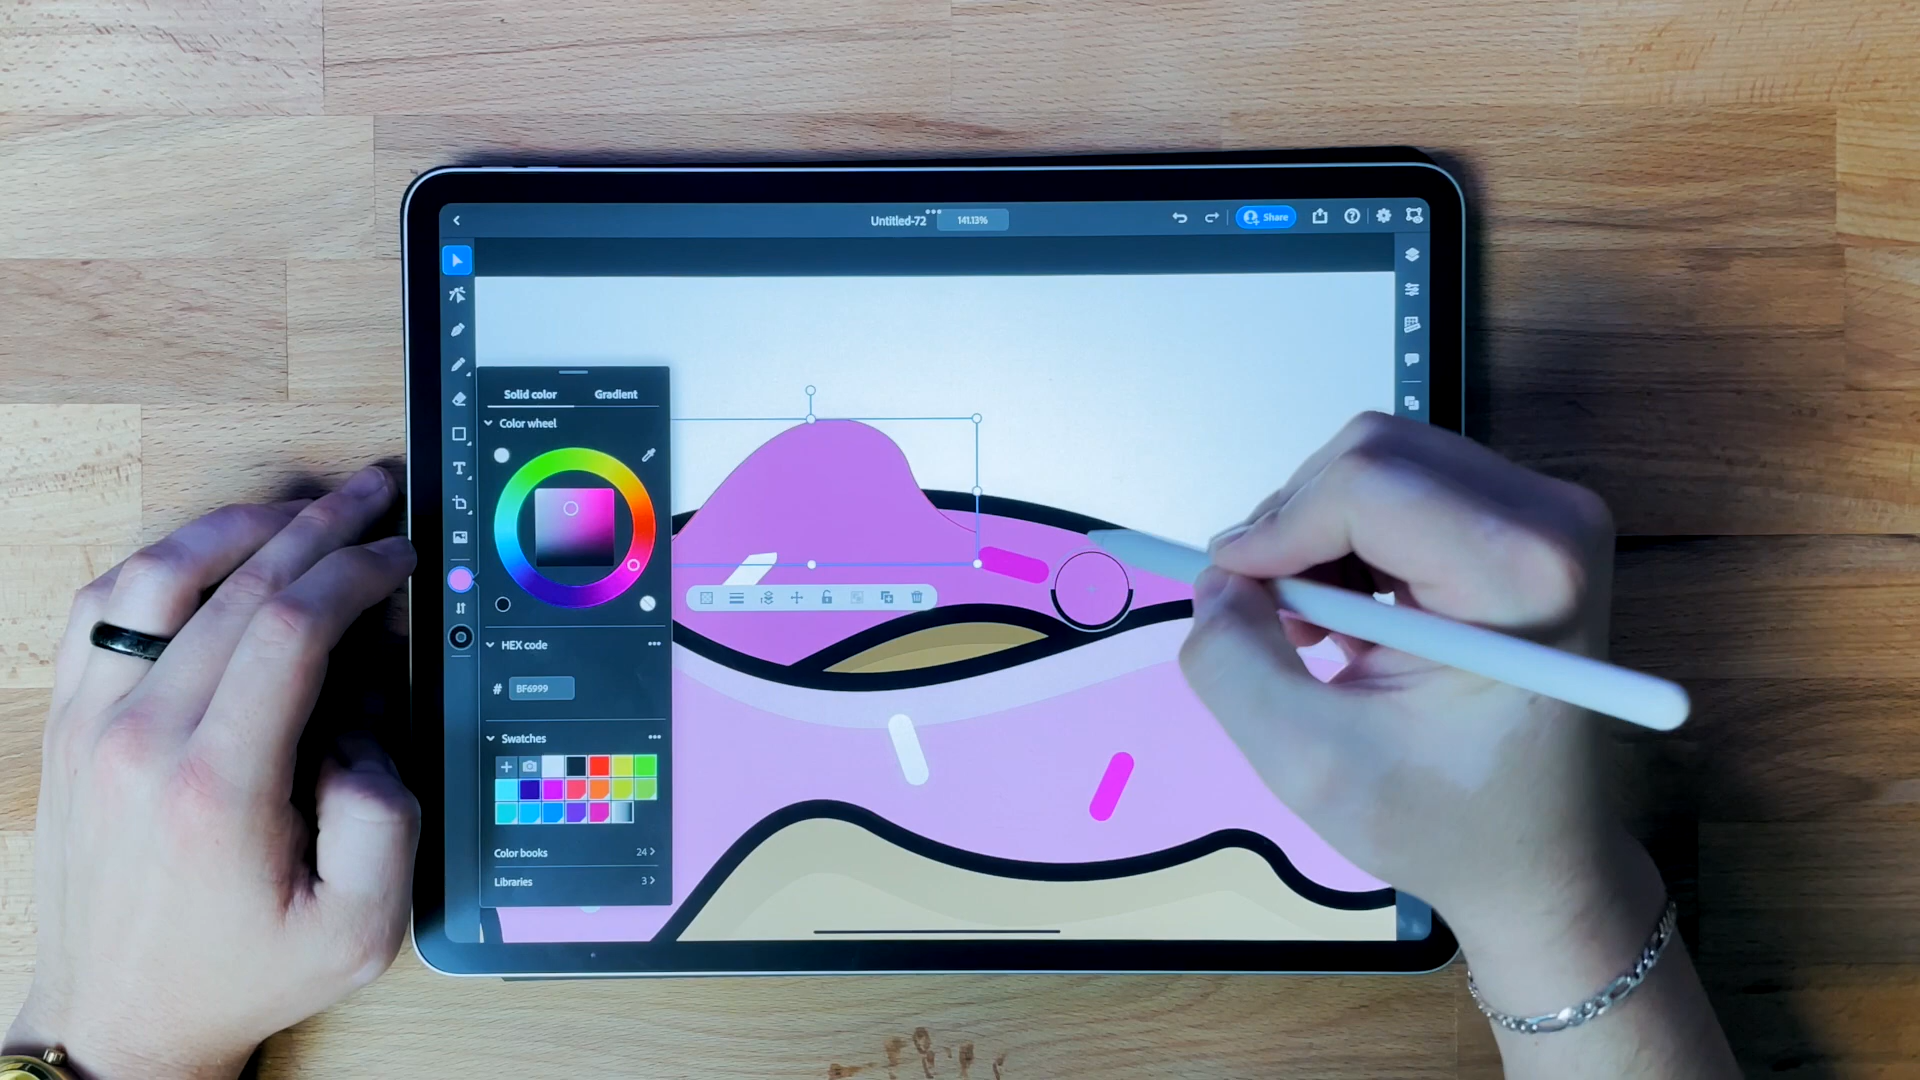 Untitled-72 141.13% Share
Solid color Gradient
Color wheel
HEX code
# BF6999
Swatches
Color books 24
Libraries 3